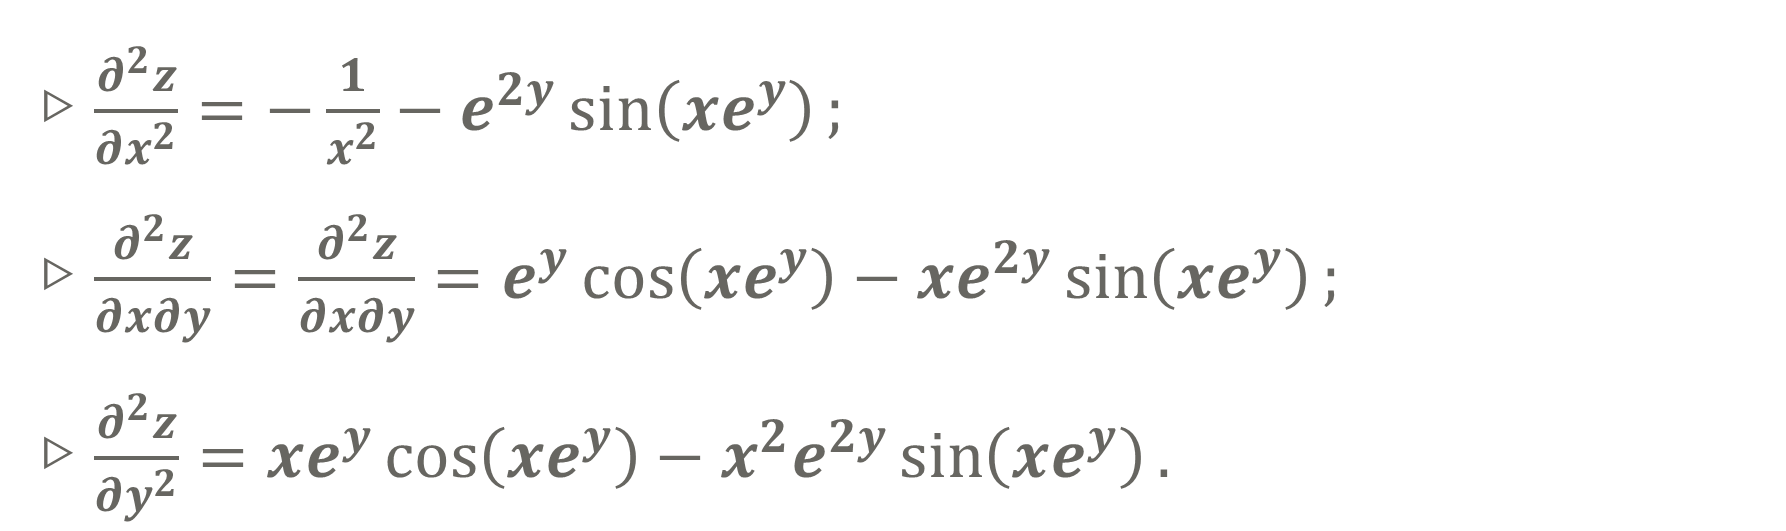 ▷ ∂²z/∂x² = − 1/x² − e^{2y} sin(xe^y) ;
▷ ∂²z/∂x∂y = ∂²z/∂x∂y = e^y cos(xe^y) − xe^{2y} sin(xe^y) ;
▷ ∂²z/∂y² = xe^y cos(xe^y) − x²e^{2y} sin(xe^y) .